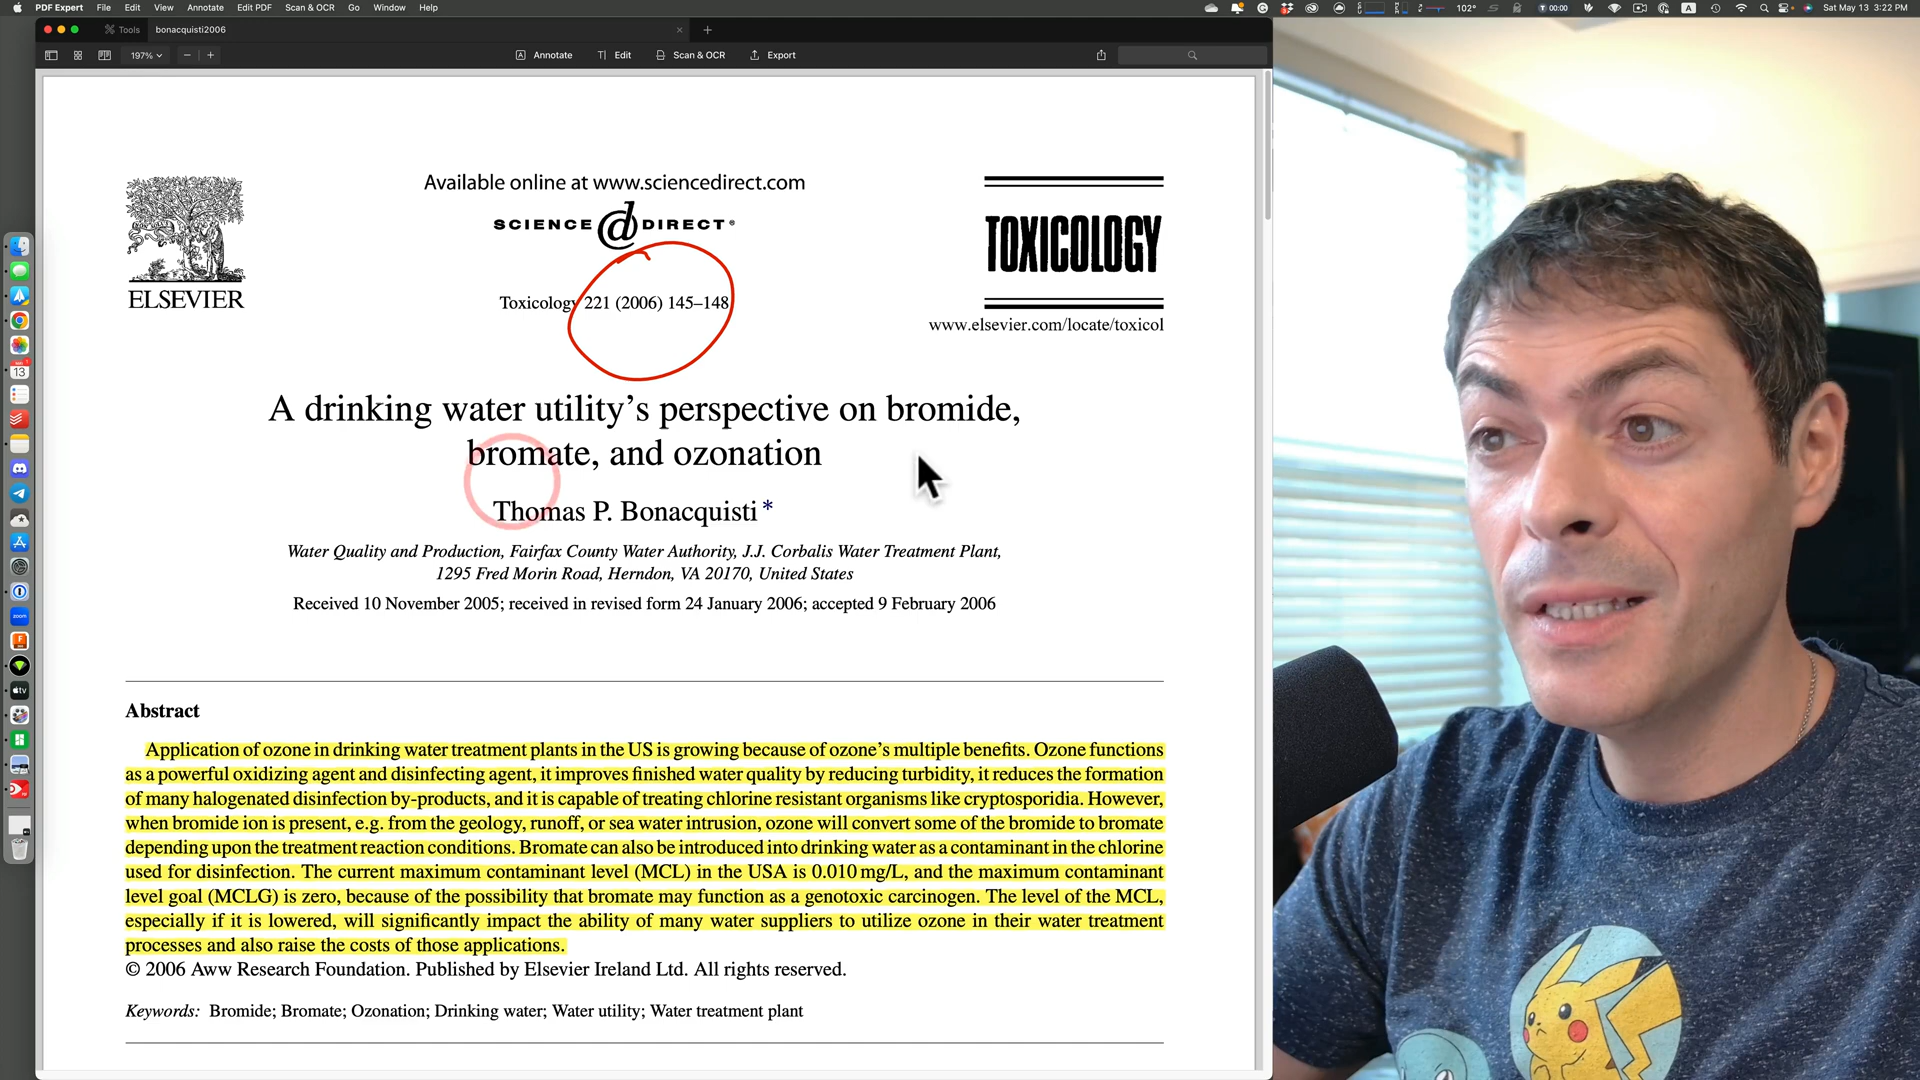 PDF Expert File Edit View Annotate Edit PDF Scan & OCR Go Window Help
102° 00:00 Sat May 13 3:22 PM
Tools bonacquisti2006
197% Annotate Edit Scan & OCR Export
Available online at www.sciencedirect.com
SCIENCE d DIRECT®
TOXICOLOGY
ELSEVIER
Toxicology 221 (2006) 145–148
www.elsevier.com/locate/toxicol
A drinking water utility's perspective on bromide,
bromate, and ozonation
Thomas P. Bonacquisti *
Water Quality and Production, Fairfax County Water Authority, J.J. Corbalis Water Treatment Plant,
1295 Fred Morin Road, Herndon, VA 20170, United States
Received 10 November 2005; received in revised form 24 January 2006; accepted 9 February 2006
Abstract
Application of ozone in drinking water treatment plants in the US is growing because of ozone's multiple benefits. Ozone functions
as a powerful oxidizing agent and disinfecting agent, it improves finished water quality by reducing turbidity, it reduces the formation
of many halogenated disinfection by-products, and it is capable of treating chlorine resistant organisms like cryptosporidia. However,
when bromide ion is present, e.g. from the geology, runoff, or sea water intrusion, ozone will convert some of the bromide to bromate
depending upon the treatment reaction conditions. Bromate can also be introduced into drinking water as a contaminant in the chlorine
used for disinfection. The current maximum contaminant level (MCL) in the USA is 0.010 mg/L, and the maximum contaminant
level goal (MCLG) is zero, because of the possibility that bromate may function as a genotoxic carcinogen. The level of the MCL,
especially if it is lowered, will significantly impact the ability of many water suppliers to utilize ozone in their water treatment
processes and also raise the costs of those applications.
© 2006 Aww Research Foundation. Published by Elsevier Ireland Ltd. All rights reserved.
Keywords: Bromide; Bromate; Ozonation; Drinking water; Water utility; Water treatment plant
13
zoom
tv